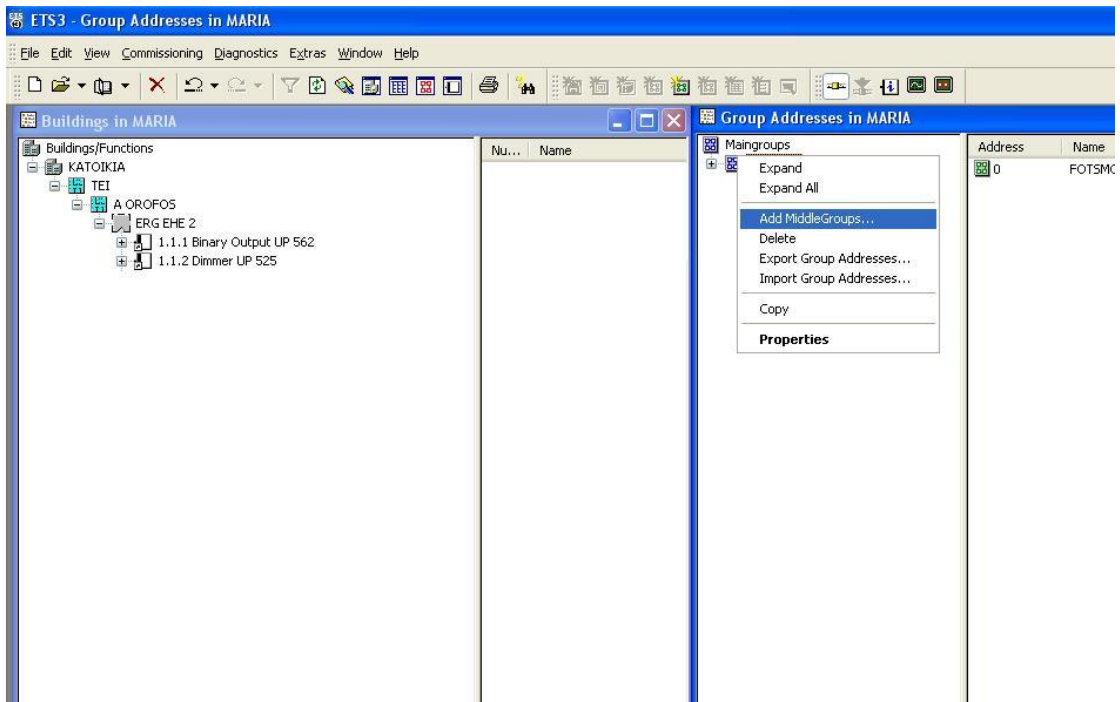 ETS3 - Group Addresses in MARIA
File Edit View Commissioning Diagnostics Extras Window Help
Buildings in MARIA
Buildings/Functions
KATOIKIA
TEI
A OROFOS
ERG EHE 2
1.1.1 Binary Output UP 562
1.1.2 Dimmer UP 525
Nu... Name
Group Addresses in MARIA
Maingroups
Expand
Expand All
Add MiddleGroups...
Delete
Export Group Addresses...
Import Group Addresses...
Copy
Properties
Address Name
0